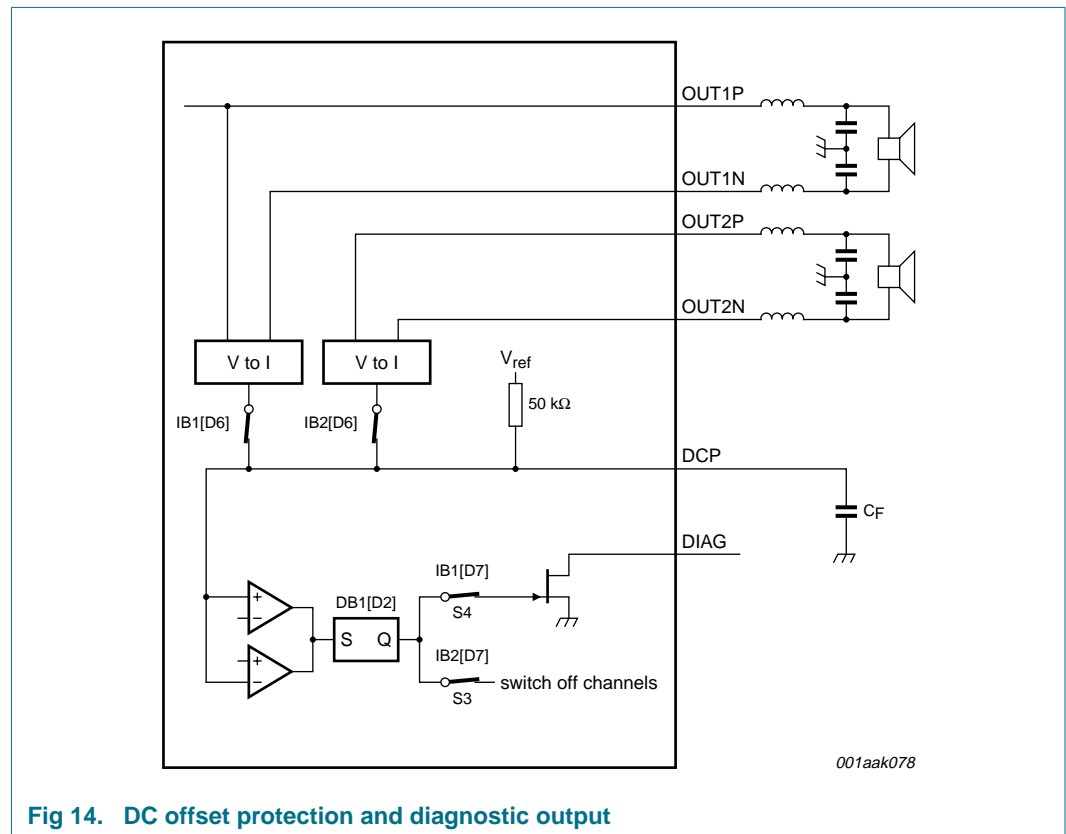 OUT1P
OUT1N
OUT2P
OUT2N
V to I
V to I
Vref
50 kΩ
IB1[D6]
IB2[D6]
DCP
CF
DIAG
IB1[D7]
DB1[D2]
S4
+
−
S Q
IB2[D7]
+
−
switch off channels
S3
001aak078
Fig 14. DC offset protection and diagnostic output